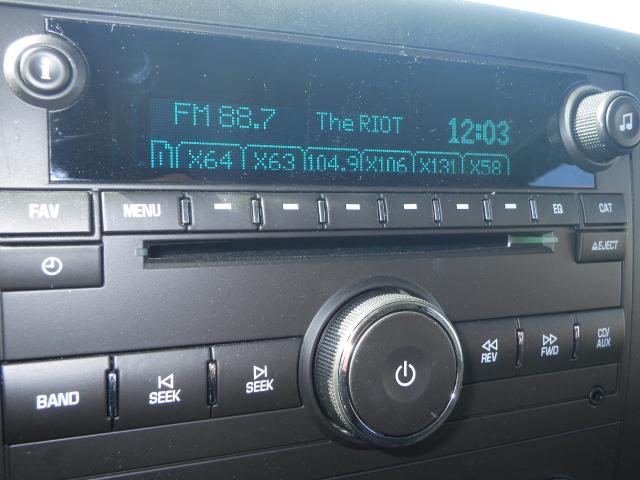 i
FM 88.7 The RIOT 12:03
X64 X63 104.9 X106 X131 X58
FAV MENU EQ CAT
EJECT
BAND SEEK SEEK REV FWD CD/AUX